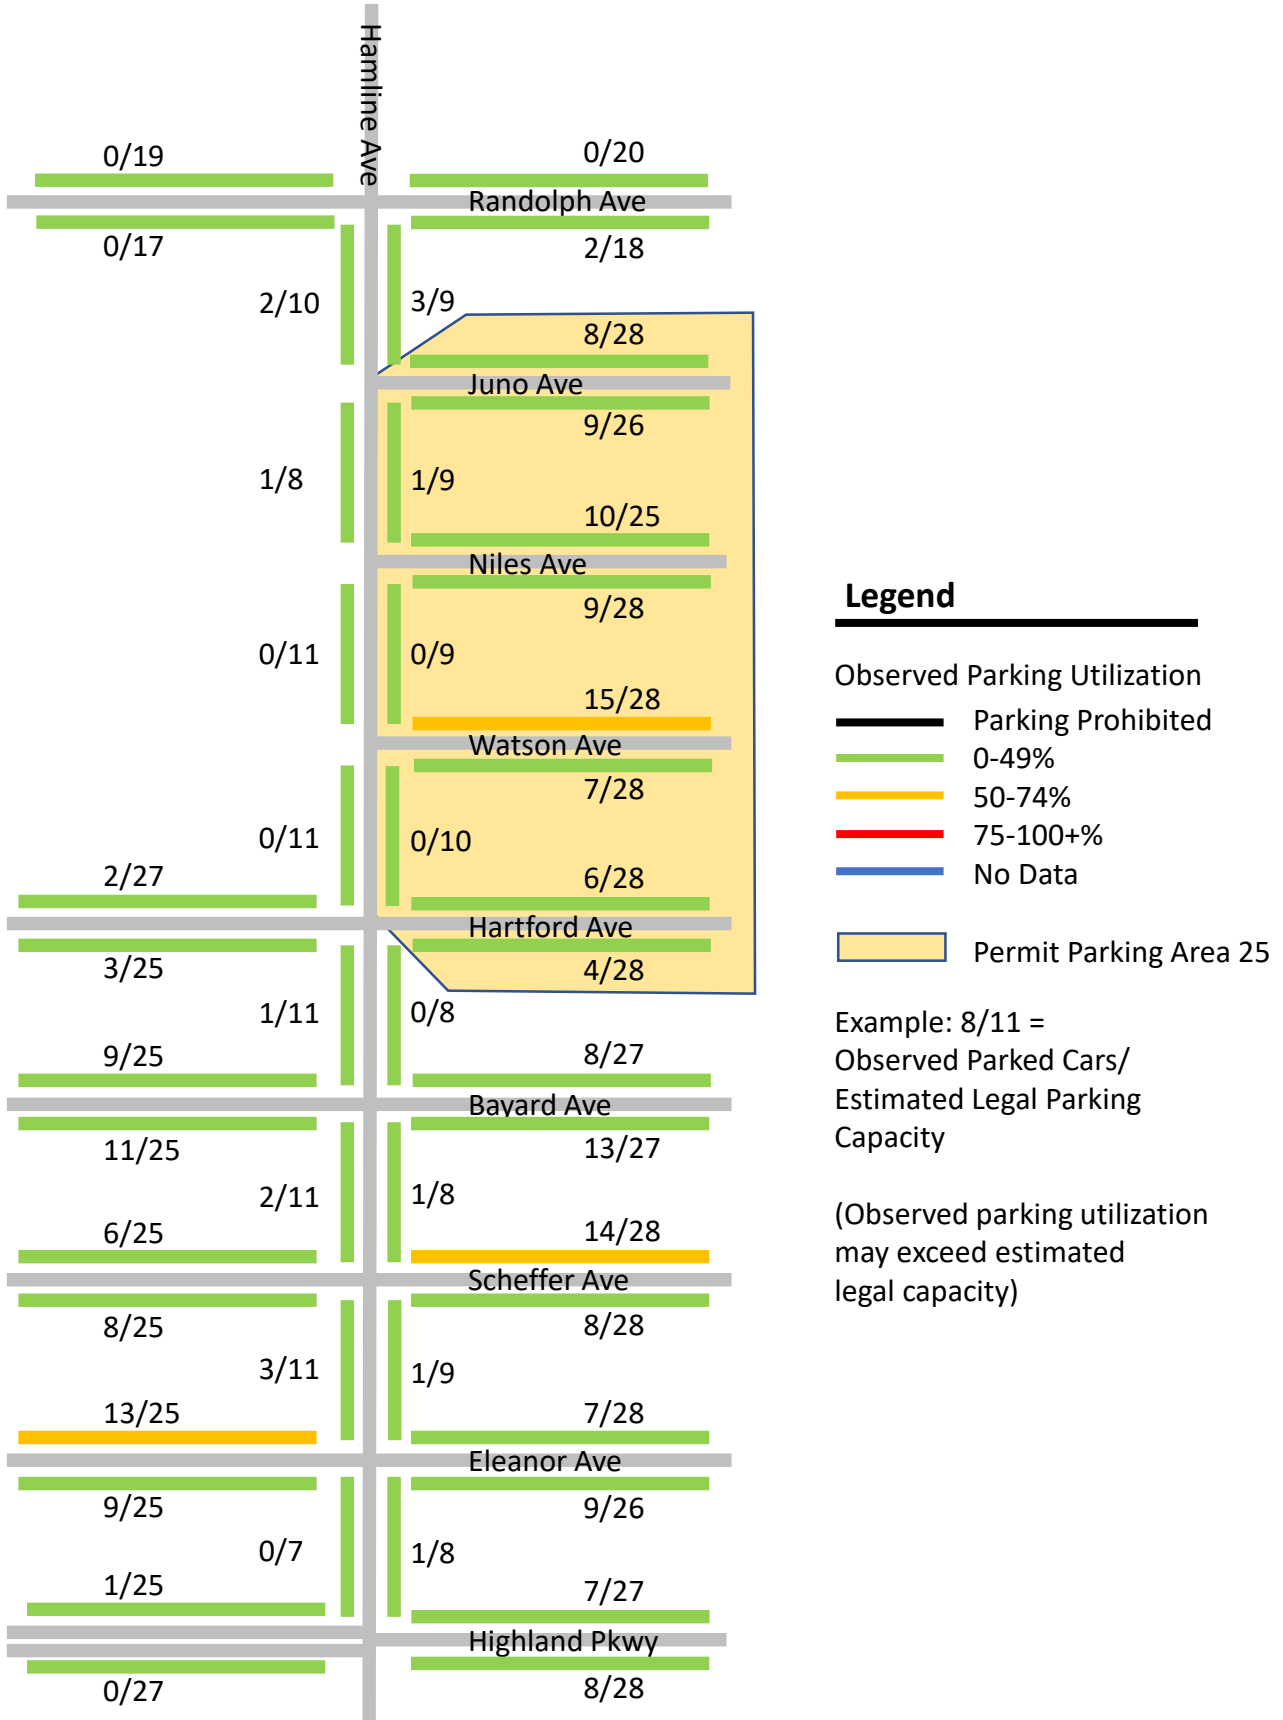 Hamline Ave
0/19
0/20
Randolph Ave
0/17
2/18
2/10
3/9
8/28
Juno Ave
9/26
1/8
1/9
10/25
Niles Ave
9/28
0/11
0/9
15/28
Watson Ave
7/28
0/11
0/10
2/27
6/28
Hartford Ave
3/25
4/28
1/11
0/8
9/25
8/27
Bayard Ave
11/25
13/27
2/11
1/8
6/25
14/28
Scheffer Ave
8/25
8/28
3/11
1/9
13/25
7/28
Eleanor Ave
9/25
9/26
0/7
1/8
1/25
7/27
Highland Pkwy
0/27
8/28
Legend
Observed Parking Utilization
Parking Prohibited
0-49%
50-74%
75-100+%
No Data
Permit Parking Area 25
Example: 8/11 =
Observed Parked Cars/
Estimated Legal Parking
Capacity
(Observed parking utilization
may exceed estimated
legal capacity)